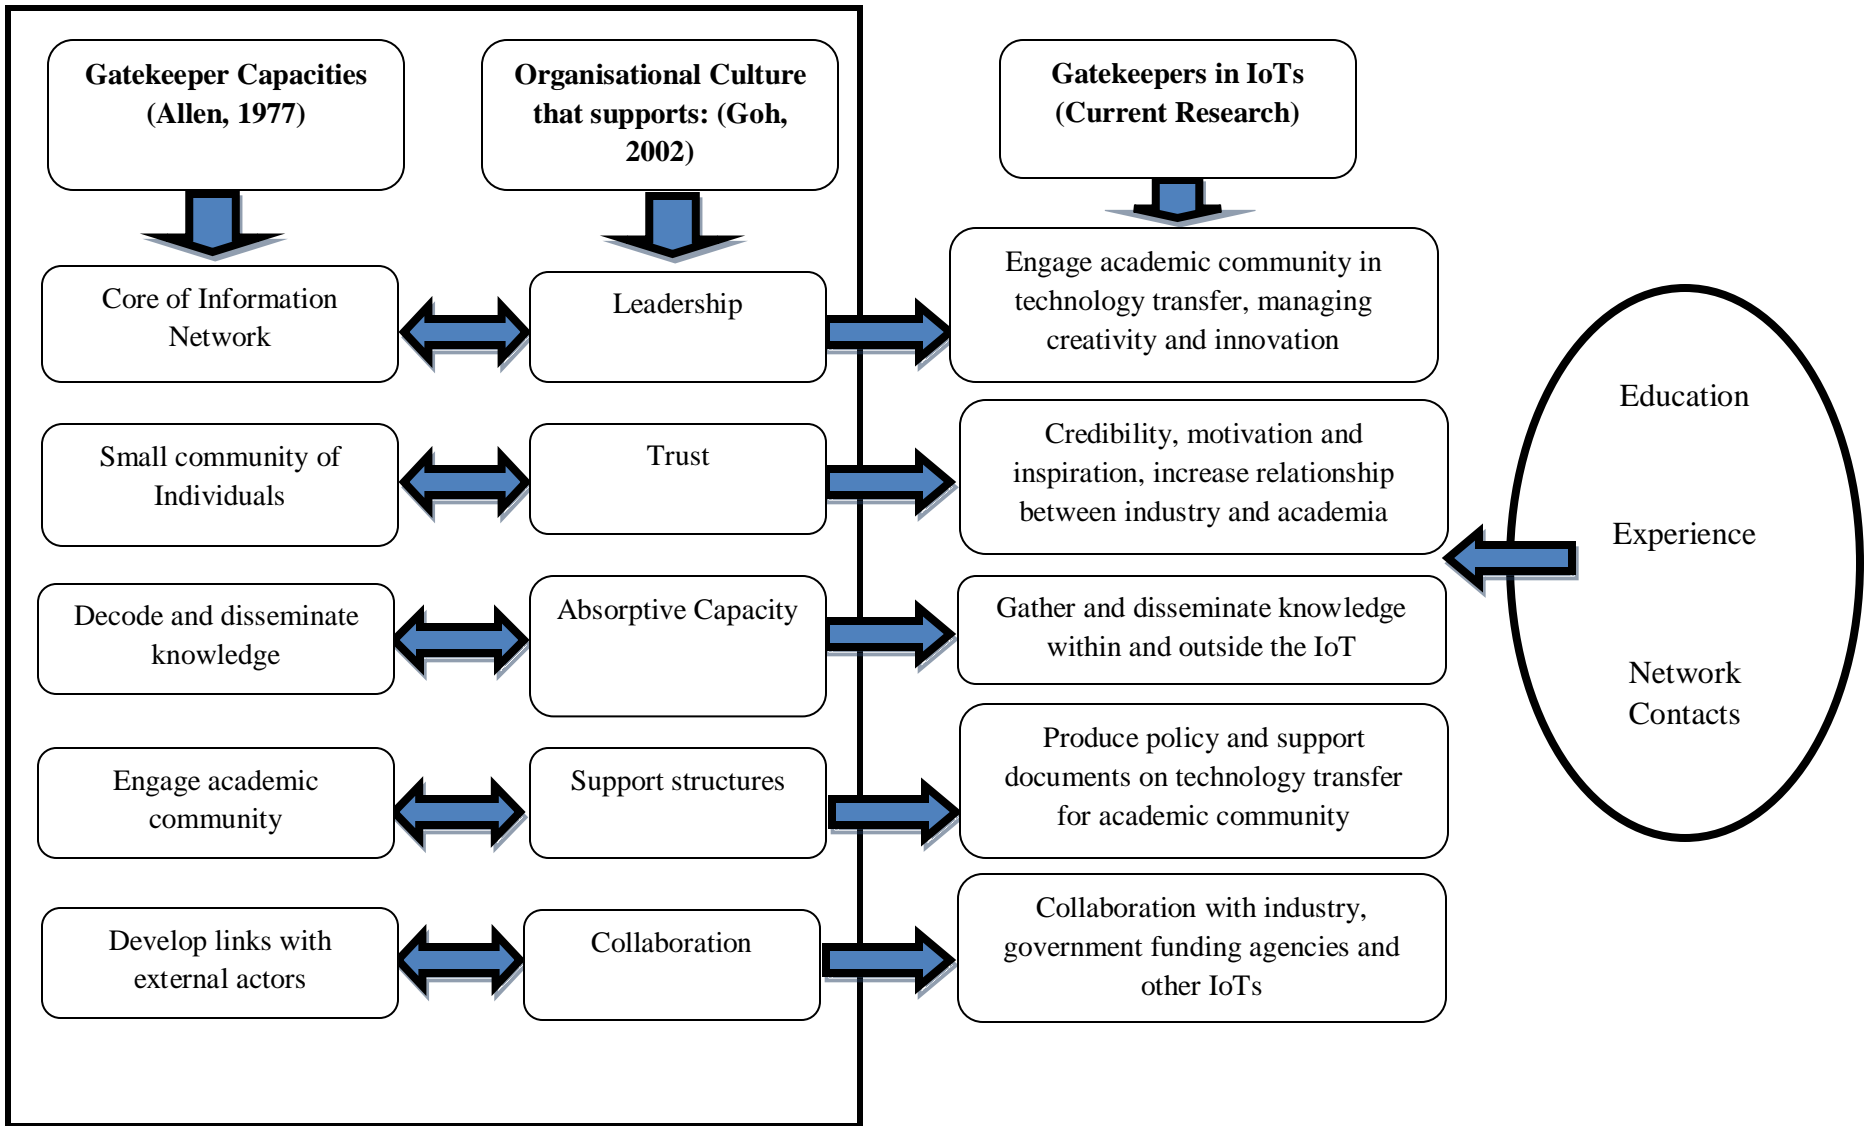 Gatekeeper Capacities
(Allen, 1977)
Organisational Culture
that supports: (Goh,
2002)
Gatekeepers in IoTs
(Current Research)
Core of Information
Network
Leadership
Engage academic community in
technology transfer, managing
creativity and innovation
Small community of
Individuals
Trust
Credibility, motivation and
inspiration, increase relationship
between industry and academia
Decode and disseminate
knowledge
Absorptive Capacity
Gather and disseminate knowledge
within and outside the IoT
Engage academic
community
Support structures
Produce policy and support
documents on technology transfer
for academic community
Develop links with
external actors
Collaboration
Collaboration with industry,
government funding agencies and
other IoTs
Education
Experience
Network
Contacts